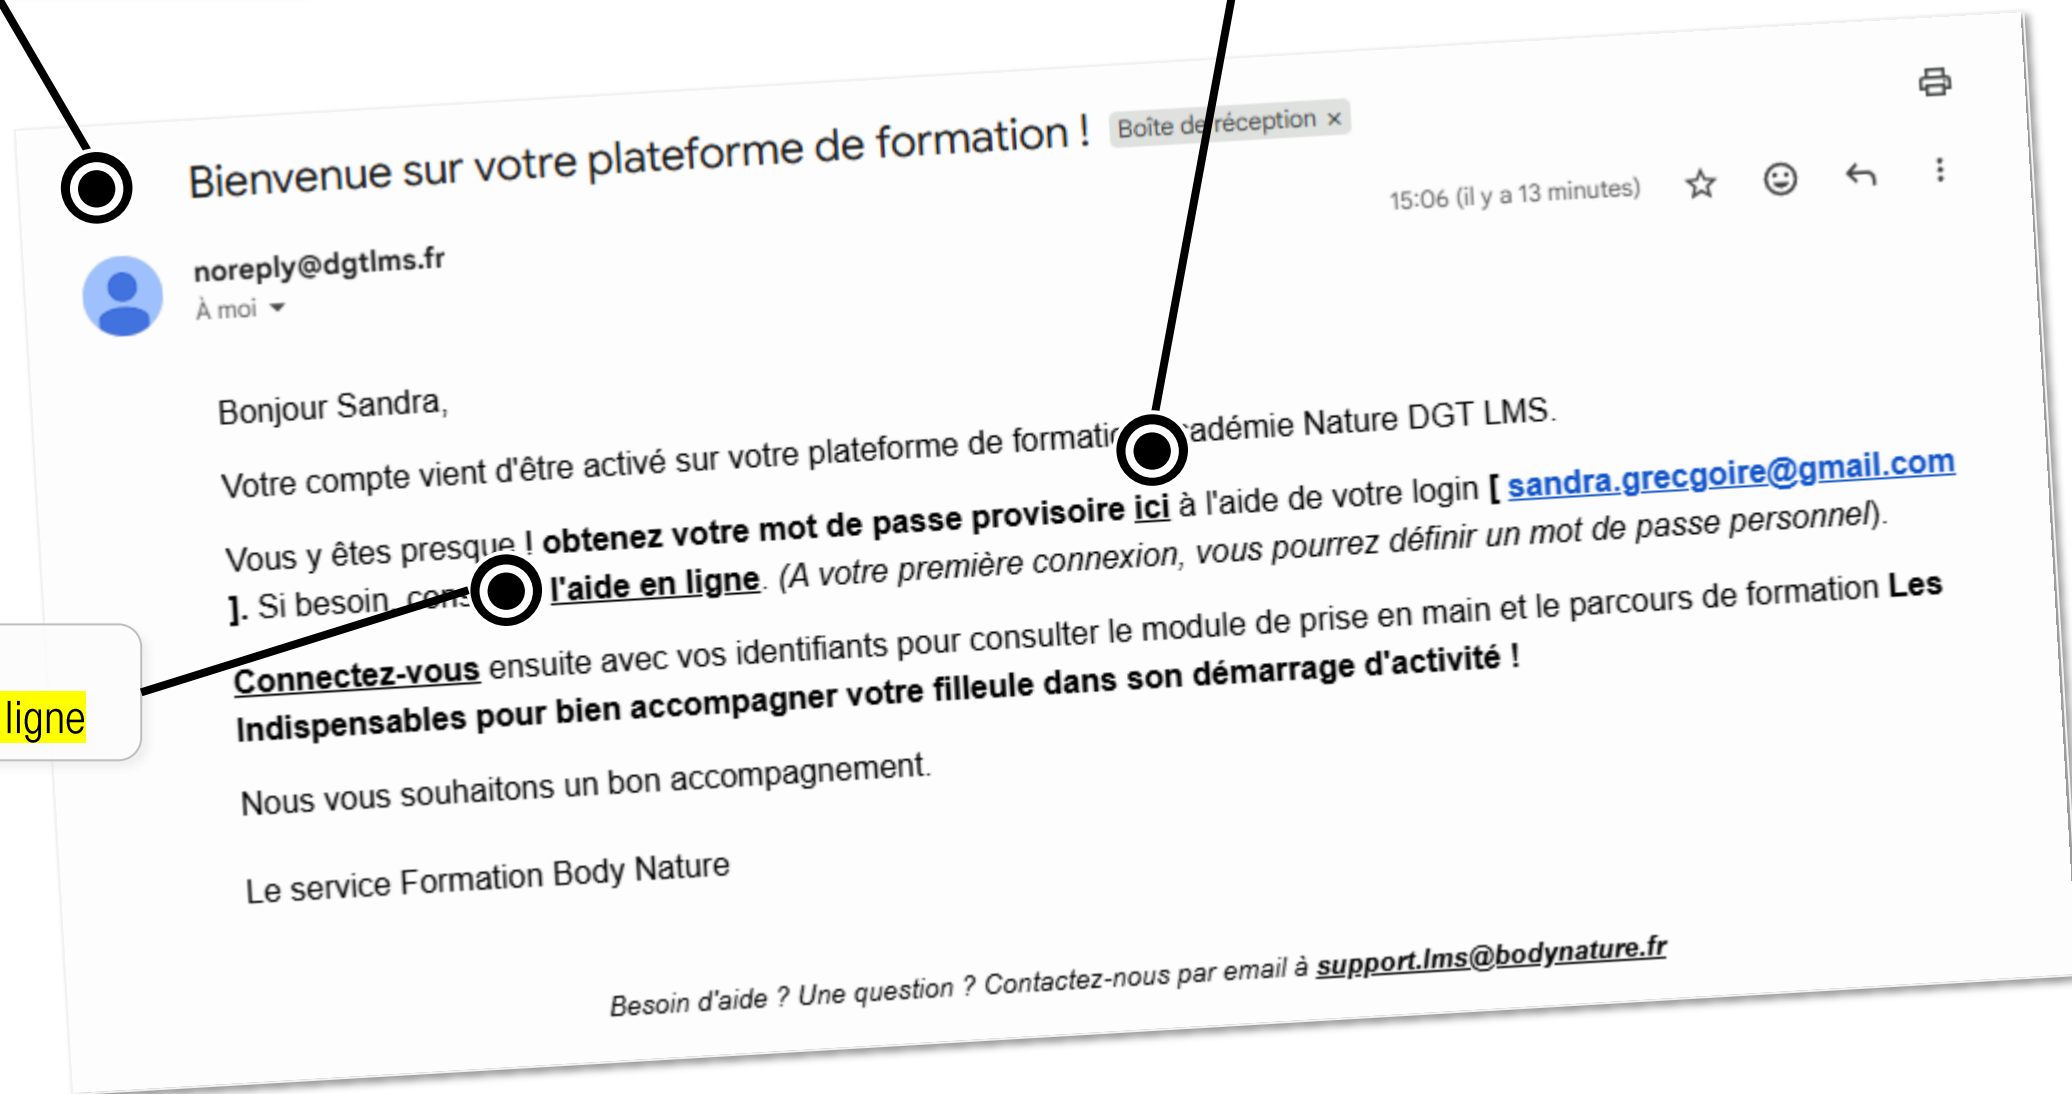 Bienvenue sur votre plateforme de formation ! Boîte de réception ×
15:06 (il y a 13 minutes)
noreply@dgtlms.fr
À moi
Bonjour Sandra,
Votre compte vient d'être activé sur votre plateforme de DGT LMS.
Vous y êtes presque ! obtenez votre mot de passe provisoire ici à l'aide de votre login [ sandra.grecgoire@gmail.com
]. Si besoin, l'aide en ligne. (A votre première connexion, vous pourrez définir un mot de passe personnel).
Connectez-vous ensuite avec vos identifiants pour consulter le module de prise en main et le parcours de formation Les
Indispensables pour bien accompagner votre filleule dans son démarrage d'activité !
ligne
Nous vous souhaitons un bon accompagnement.
Le service Formation Body Nature
Besoin d'aide ? Une question ? Contactez-nous par email à support.lms@bodynature.fr